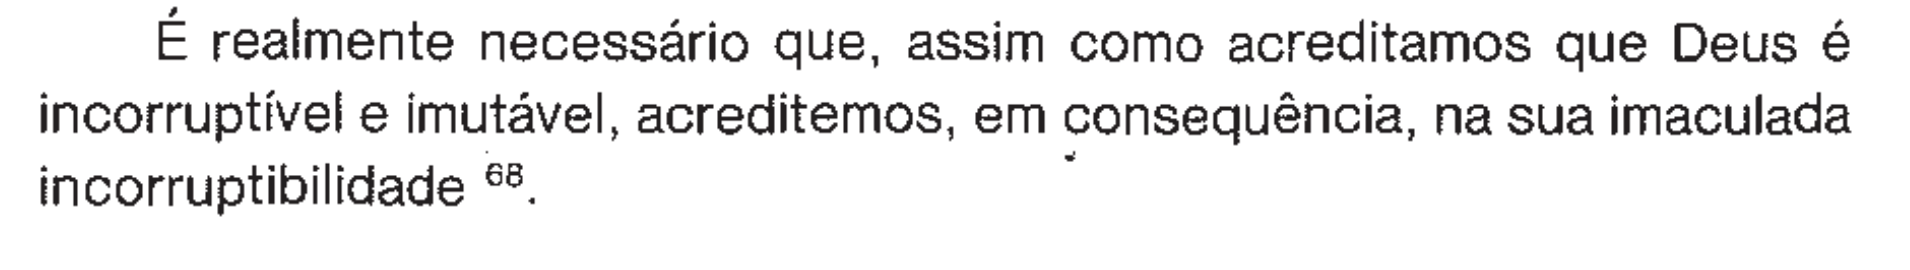 É realmente necessário que, assim como acreditamos que Deus é
incorruptível e imutável, acreditemos, em consequência, na sua imaculada
incorruptibilidade ⁶⁸.